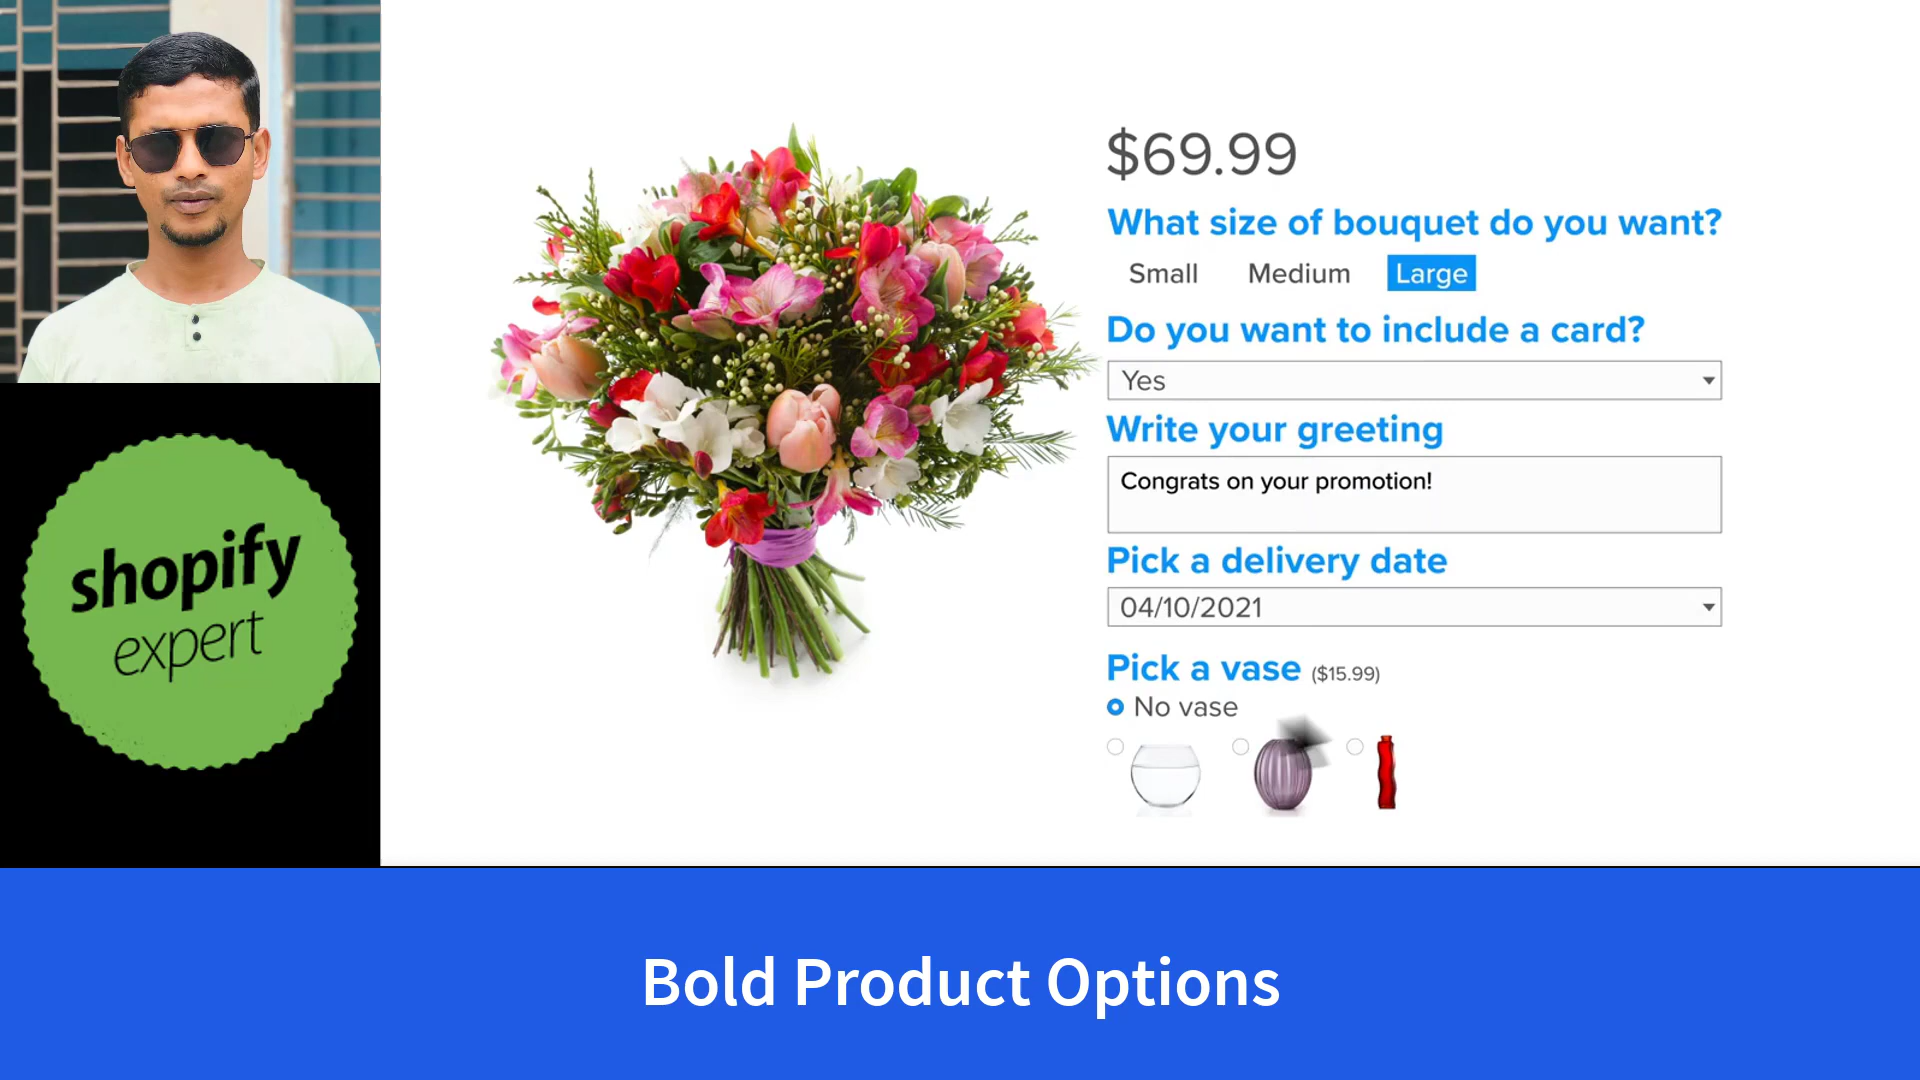 shopify
expert
$69.99
What size of bouquet do you want?
Small Medium Large
Do you want to include a card?
Yes
Write your greeting
Congrats on your promotion!
Pick a delivery date
04/10/2021
Pick a vase ($15.99)
No vase
Bold Product Options